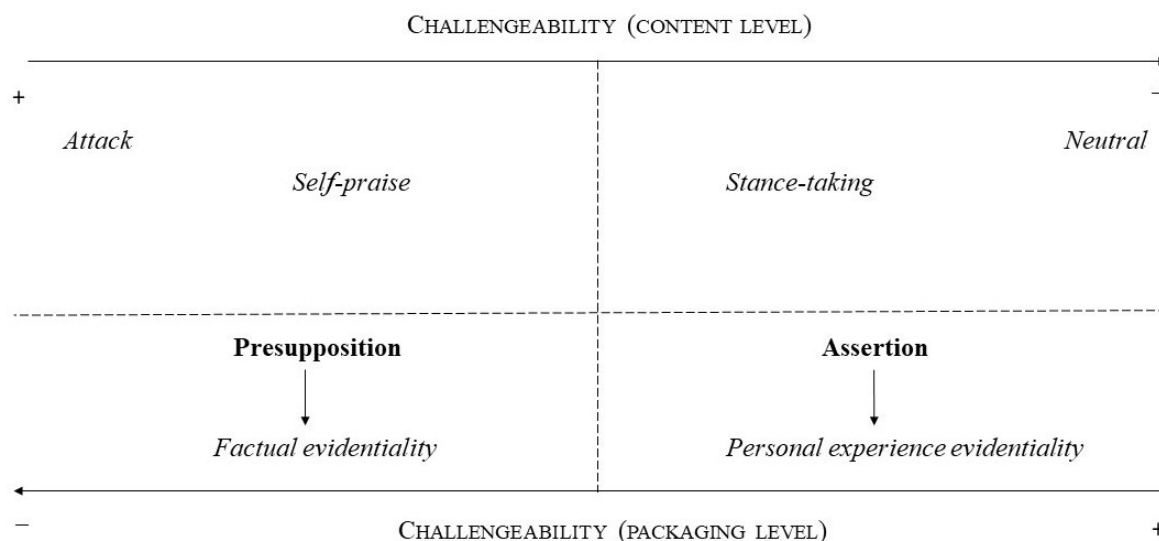 CHALLENGEABILITY (CONTENT LEVEL)
+ –
Attack Neutral
Self-praise Stance-taking
Presupposition Assertion
Factual evidentiality Personal experience evidentiality
– +
CHALLENGEABILITY (PACKAGING LEVEL)